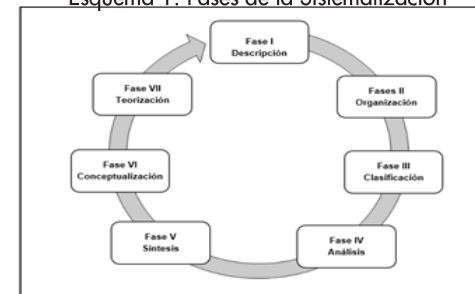 Esquema 1: Fases de la Sistematización
Fase I
Descripción
Fases II
Organización
Fase III
Clasificación
Fase IV
Análisis
Fase V
Síntesis
Fase VI
Conceptualización
Fase VII
Teorización